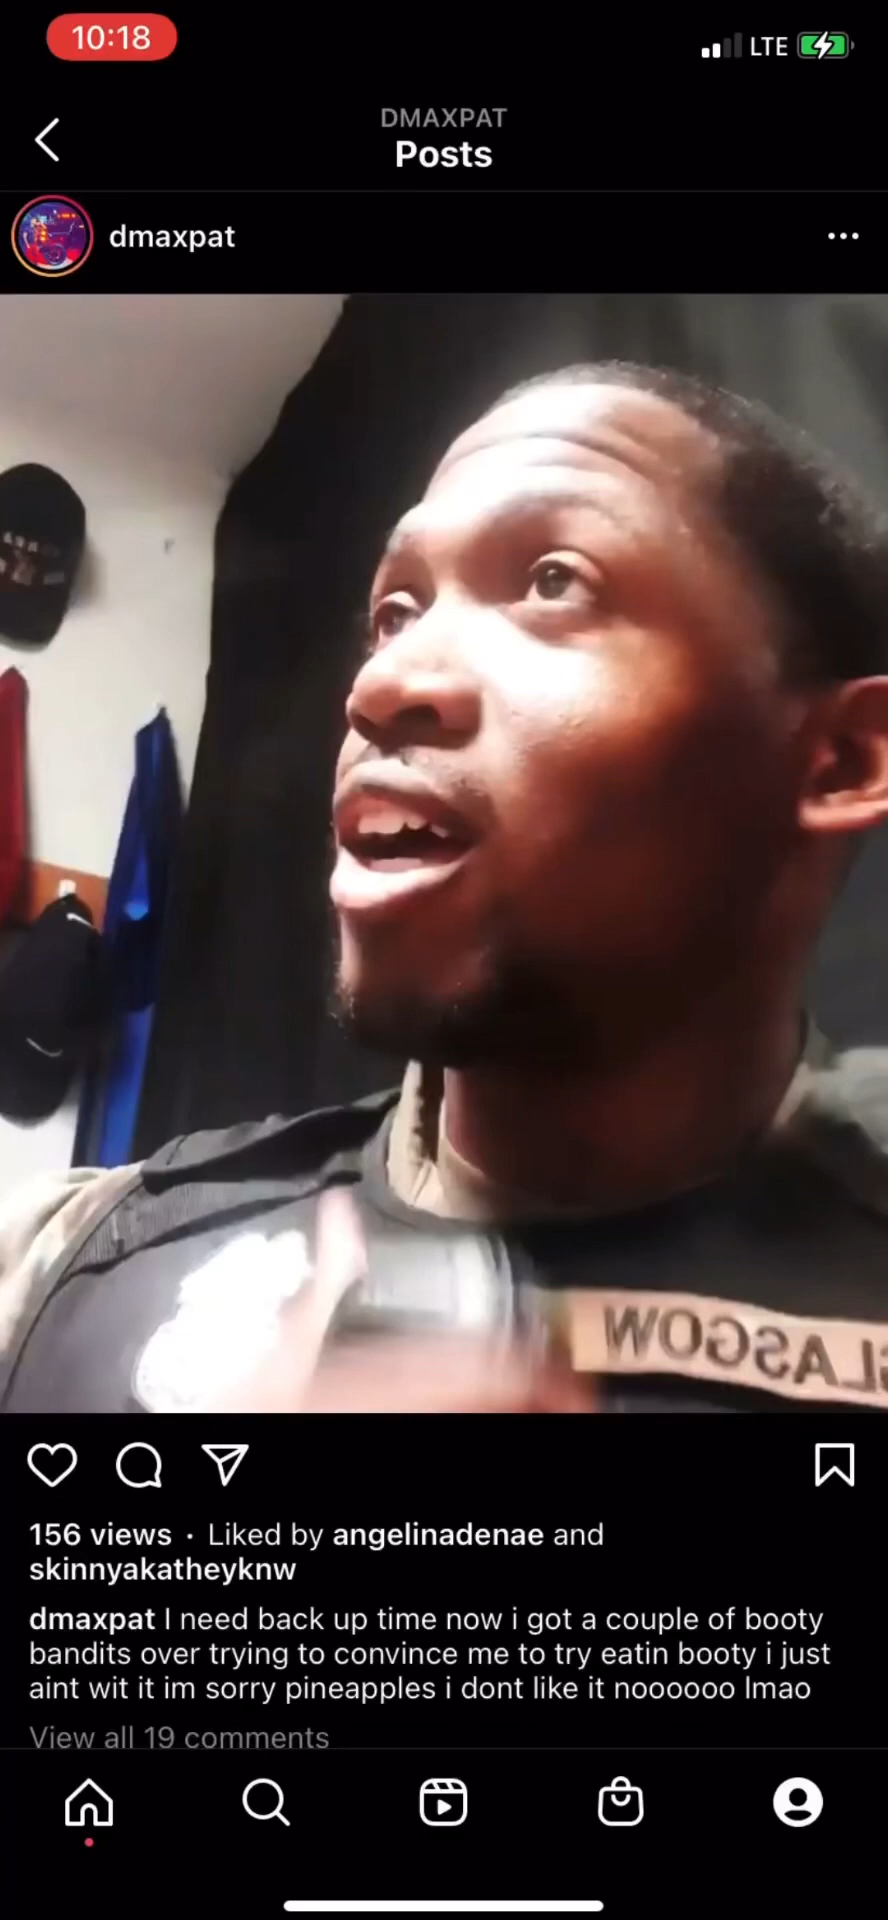 10:18
LTE
DMAXPAT
Posts
dmaxpat
GLASGOW
156 views · Liked by angelinadenae and
skinnyakatheyknw
dmaxpat I need back up time now i got a couple of booty
bandits over trying to convince me to try eatin booty i just
aint wit it im sorry pineapples i dont like it noooooo lmao
View all 19 comments